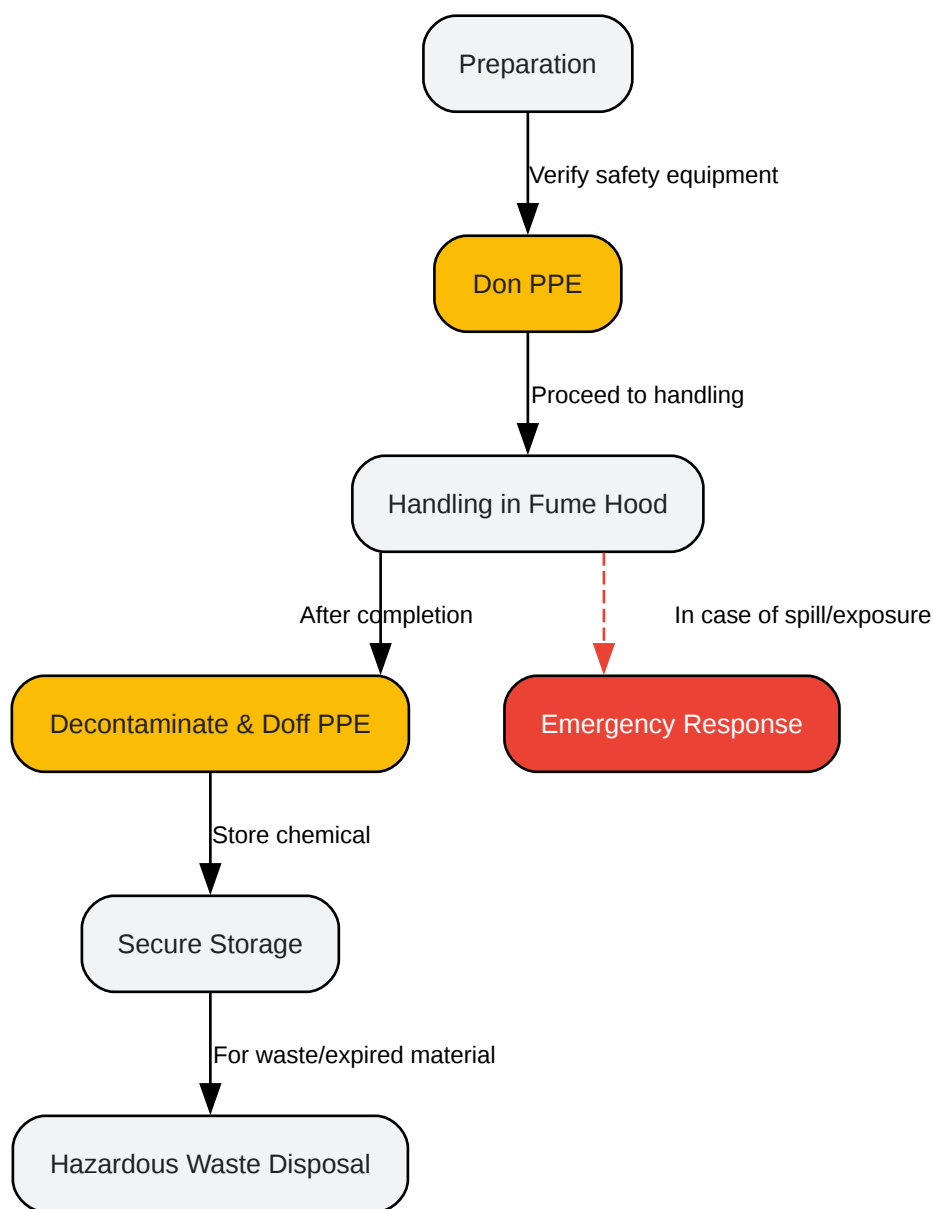 Preparation
Verify safety equipment
Don PPE
Proceed to handling
Handling in Fume Hood
After completion
In case of spill/exposure
Decontaminate & Doff PPE
Emergency Response
Store chemical
Secure Storage
For waste/expired material
Hazardous Waste Disposal